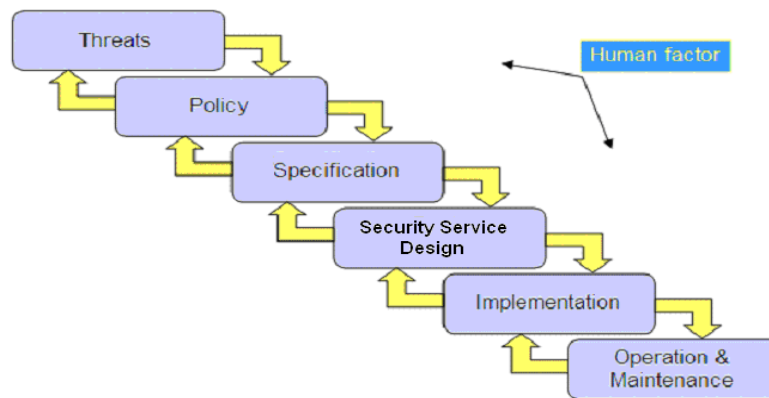 Threats
Human factor
Policy
Specification
Security Service
Design
Implementation
Operation &
Maintenance